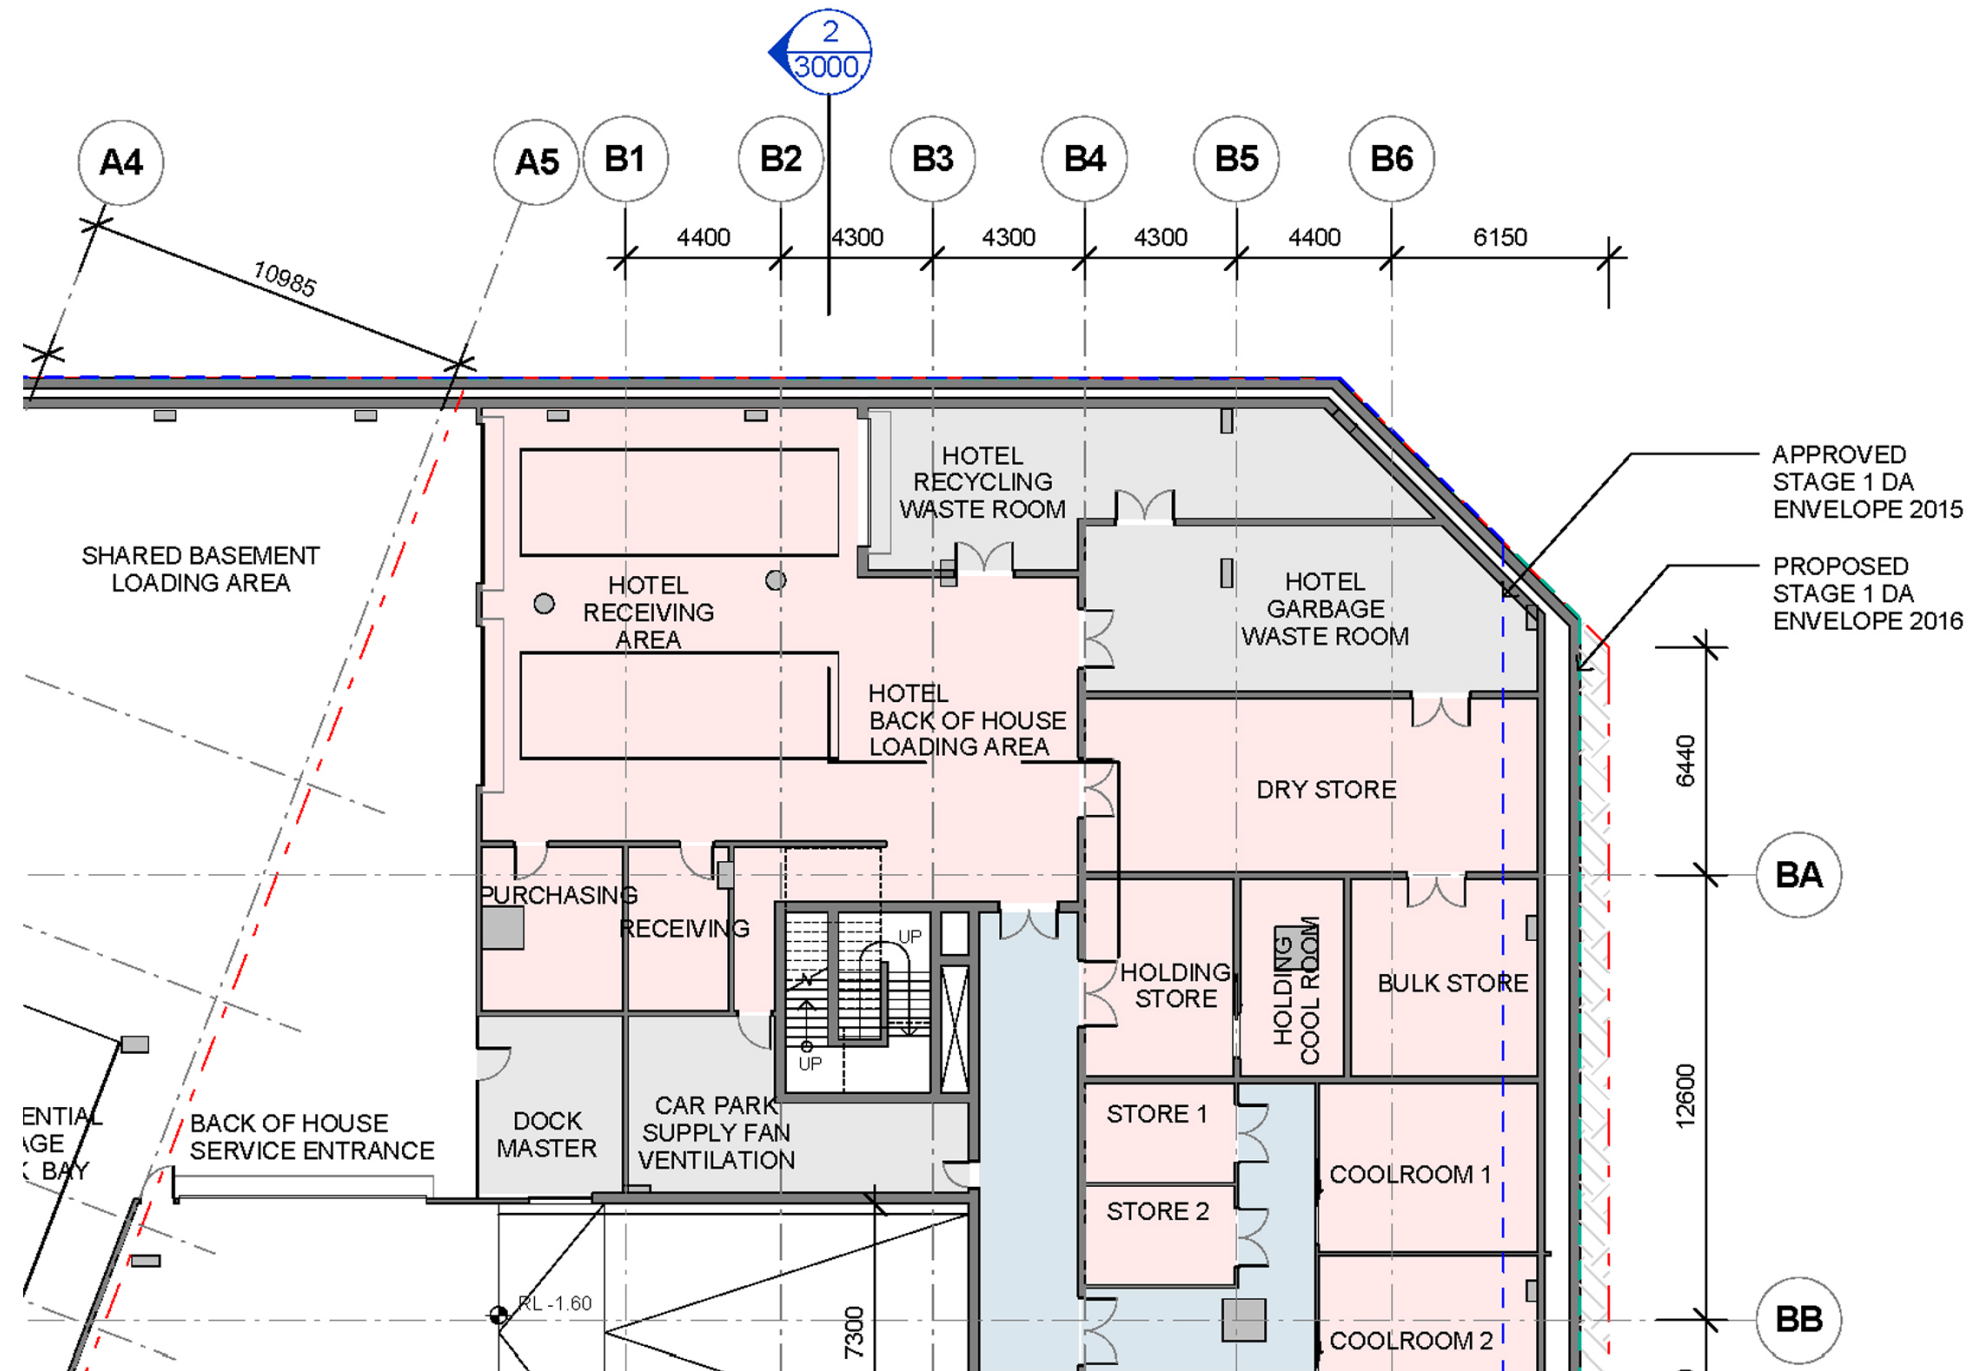 2
3000
A4
A5
B1
B2
B3
B4
B5
B6
4400
4300
4300
4300
4400
6150
10985
APPROVED
STAGE 1 DA
ENVELOPE 2015
PROPOSED
STAGE 1 DA
ENVELOPE 2016
HOTEL
RECYCLING
WASTE ROOM
SHARED BASEMENT
LOADING AREA
HOTEL
RECEIVING
AREA
HOTEL
GARBAGE
WASTE ROOM
HOTEL
BACK OF HOUSE
LOADING AREA
DRY STORE
6440
BA
PURCHASING
RECEIVING
UP
UP
HOLDING
STORE
HOLDING
COOL ROOM
BULK STORE
12600
DOCK
MASTER
CAR PARK
SUPPLY FAN
VENTILATION
STORE 1
STORE 2
COOLROOM 1
COOLROOM 2
ENTIAL
AGE
BAY
BACK OF HOUSE
SERVICE ENTRANCE
RL -1.60
7300
BB